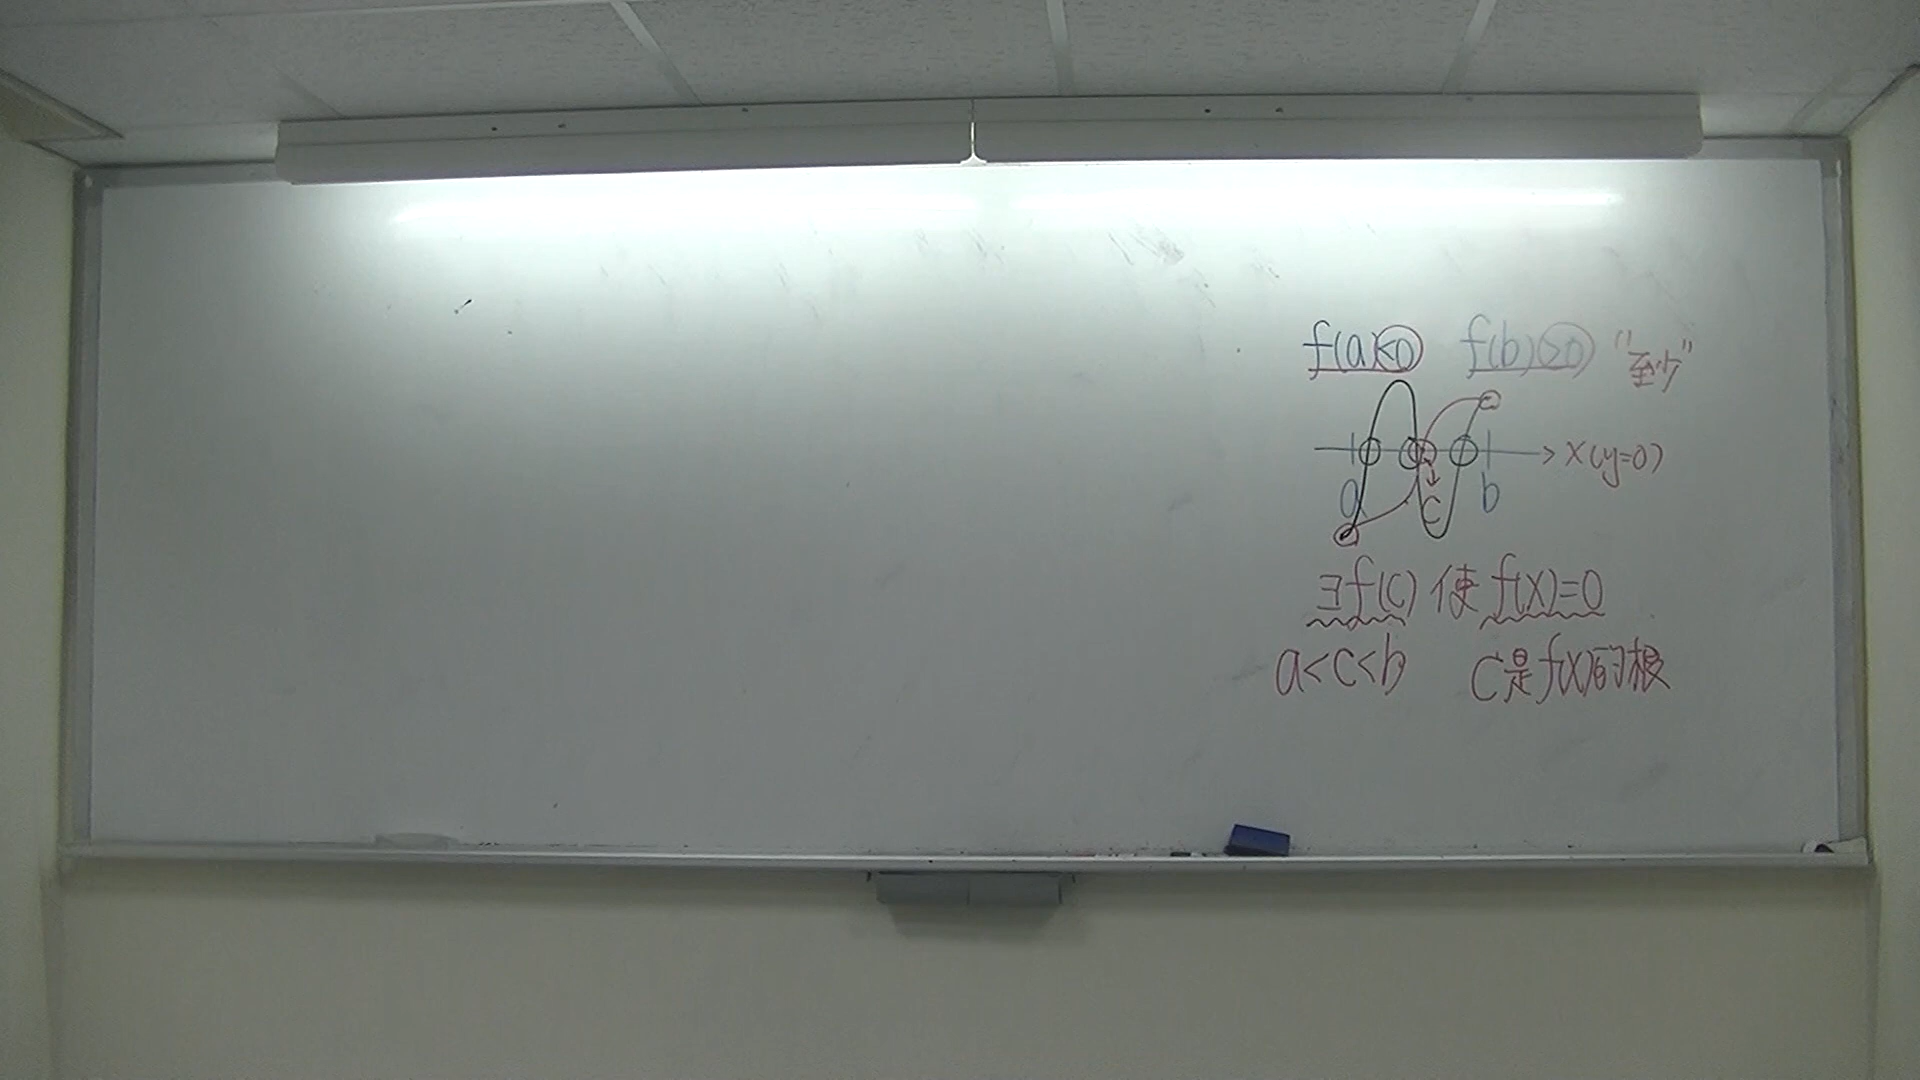 f(a)<0 f(b)>0 "至少"
x(y=0)
a c b
∃f(c) 使 f(x)=0
a<c<b c是f(x)的根